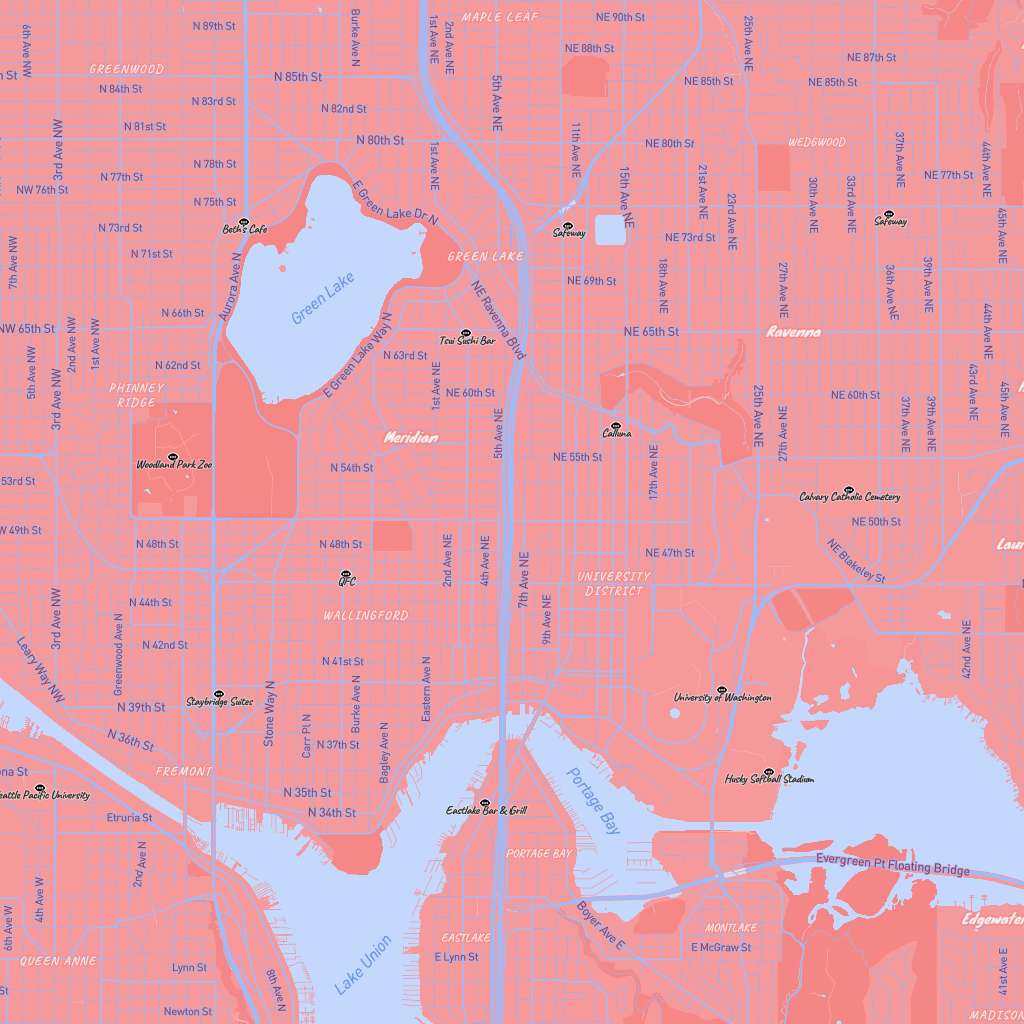 MAPLE LEAF
NE 90th St
N 89th St
6th Ave NW
Burke Ave N
1st Ave NE
2nd Ave NE
25th Ave NE
NE 88th St
NE 87th St
GREENWOOD
N 85th St
NE 85th St
NE 85th St
N 84th St
5th Ave NE
N 83rd St
N 82nd St
N 81st St
3rd Ave NW
N 80th St
11th Ave NE
NE 80th St
WEDGWOOD
37th Ave NE
44th Ave NE
N 78th St
1st Ave NE
N 77th St
NE 77th St
NW 76th St
15th Ave NE
21st Ave NE
30th Ave NE
33rd Ave NE
N 75th St
E Green Lake Dr N
23rd Ave NE
45th Ave NE
Beth's Cafe
Safeway
Safeway
N 73rd St
NE 73rd St
7th Ave NW
N 71st St
GREEN LAKE
Aurora Ave N
Green Lake
NE 69th St
18th Ave NE
27th Ave NE
36th Ave NE
39th Ave NE
N 66th St
NE Ravenna Blvd
NW 65th St
NE 65th St
Ravenna
44th Ave NE
2nd Ave NW
1st Ave NW
Tsui Sushi Bar
E Green Lake Way N
N 63rd St
5th Ave NW
N 62nd St
3rd Ave NW
PHINNEY
RIDGE
1st Ave NE
NE 60th St
NE 60th St
43rd Ave NE
45th Ave NE
25th Ave NE
27th Ave NE
37th Ave NE
39th Ave NE
5th Ave NE
Calluna
Meridian
Woodland Park Zoo
N 54th St
NE 55th St
17th Ave NE
53rd St
Calvary Catholic Cemetery
NE 50th St
49th St
N 48th St
N 48th St
NE 47th St
NE Blakeley St
2nd Ave NE
4th Ave NE
7th Ave NE
QFC
UNIVERSITY
DISTRICT
3rd Ave NW
N 44th St
WALLINGFORD
9th Ave NE
Greenwood Ave N
N 42nd St
42nd Ave NE
Leary Way NW
N 41st St
Eastern Ave N
Staybridge Suites
Stone Way N
Burke Ave N
University of Washington
N 39th St
Carr Pl N
N 36th St
N 37th St
Bagley Ave N
FREMONT
Portage Bay
Husky Softball Stadium
N 35th St
Eastlake Bar & Grill
N 34th St
Etruria St
PORTAGE BAY
Evergreen Pt Floating Bridge
2nd Ave N
4th Ave W
6th Ave W
Boyer Ave E
MONTLAKE
EASTLAKE
E McGraw St
E Lynn St
QUEEN ANNE
Lynn St
Lake Union
8th Ave N
41st Ave E
Newton St